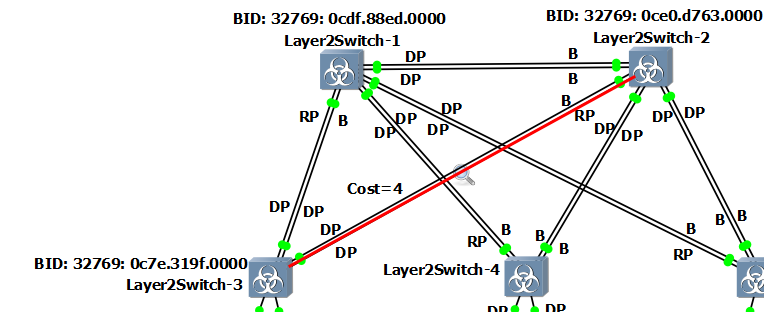 BID: 32769: 0cdf.88ed.0000
Layer2Switch-1
BID: 32769: 0ce0.d763.0000
Layer2Switch-2
DP
B
DP
B
RP
B
DP
DP
DP
DP
B
RP
DP
DP
DP
DP
Cost=4
DP
DP
DP
DP
RP
B
B
B
B
B
B
RP
BID: 32769: 0c7e.319f.0000
Layer2Switch-3
Layer2Switch-4
DP
DP